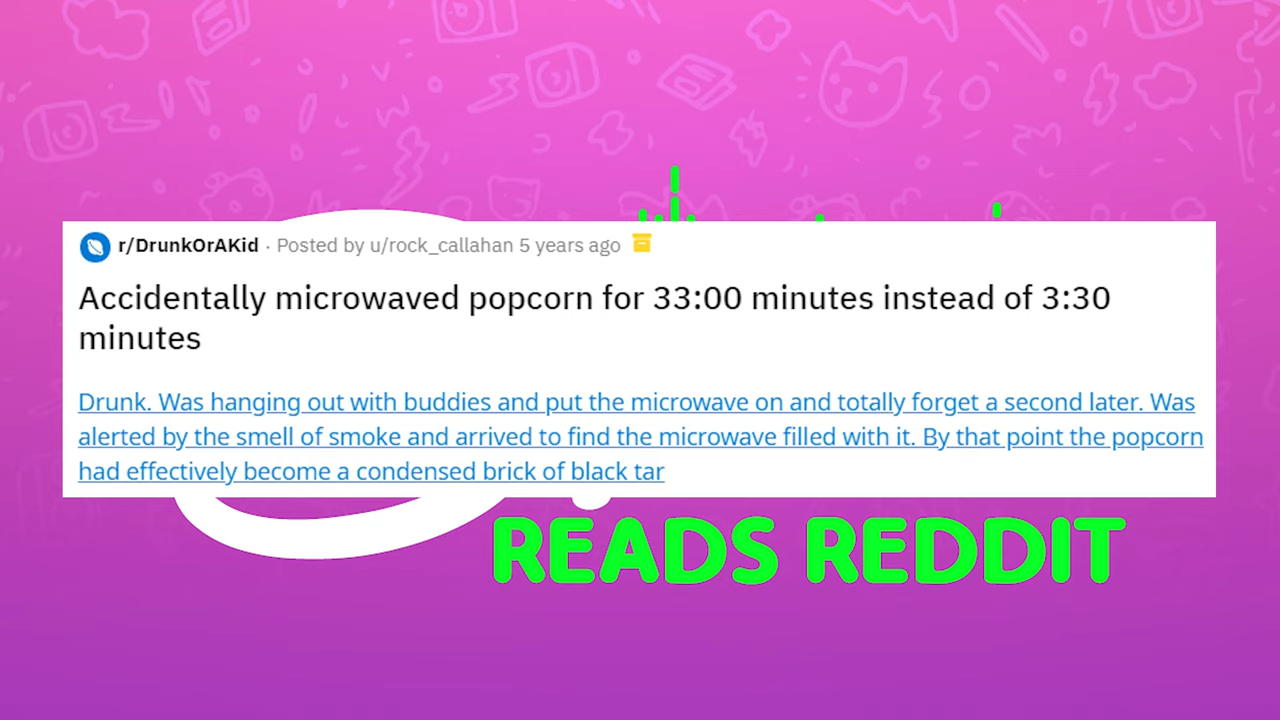 r/DrunkOrAKid · Posted by u/rock_callahan 5 years ago
Accidentally microwaved popcorn for 33:00 minutes instead of 3:30
minutes
Drunk. Was hanging out with buddies and put the microwave on and totally forget a second later. Was
alerted by the smell of smoke and arrived to find the microwave filled with it. By that point the popcorn
had effectively become a condensed brick of black tar
READS REDDIT